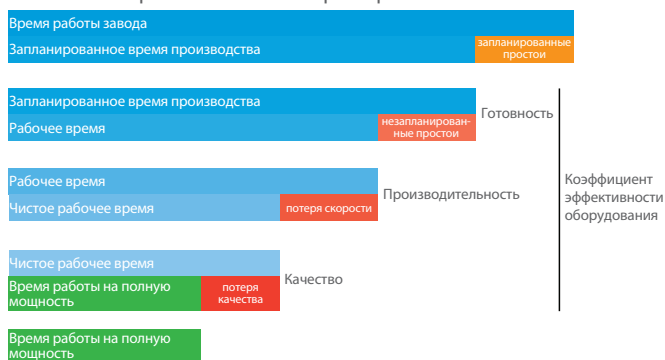 Время работы завода
Запланированное время производства
запланированные
простои
Запланированное время производства
Рабочее время
незапланирован-
ные простои
Готовность
Рабочее время
Чистое рабочее время
потеря скорости
Производительность
Коэффициент
эффективности
оборудования
Чистое рабочее время
Время работы на полную
мощность
потеря
качества
Качество
Время работы на полную
мощность